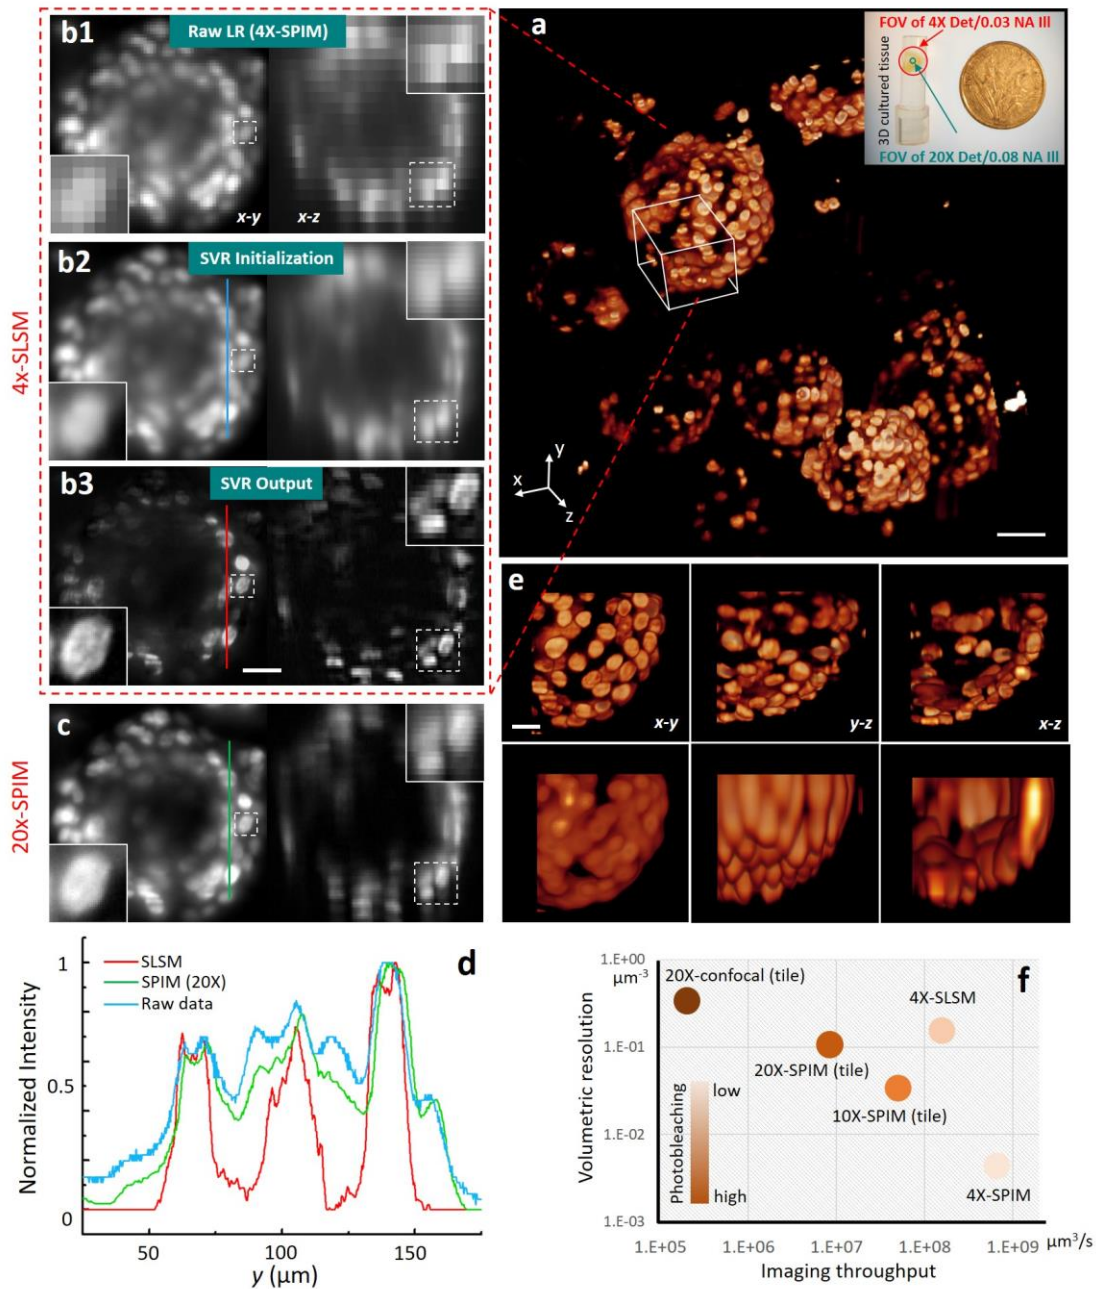 b1
Raw LR (4X-SPIM)
x-y
x-z
b2
SVR Initialization
b3
SVR Output
4x-SLSM
c
20x-SPIM
a
FOV of 4X Det/0.03 NA Ill
3D cultured tissue
FOV of 20X Det/0.08 NA Ill
y
x
z
e
x-y
y-z
x-z
d
SLSM
SPIM (20X)
Raw data
Normalized Intensity
1
0.5
0
50
100
150
y (µm)
f
1.E+00
µm-3
1.E-01
1.E-02
1.E-03
Volumetric resolution
20X-confocal (tile)
4X-SLSM
20X-SPIM (tile)
10X-SPIM (tile)
4X-SPIM
Photobleaching
low
high
1.E+05
1.E+06
1.E+07
1.E+08
1.E+09
µm3/s
Imaging throughput